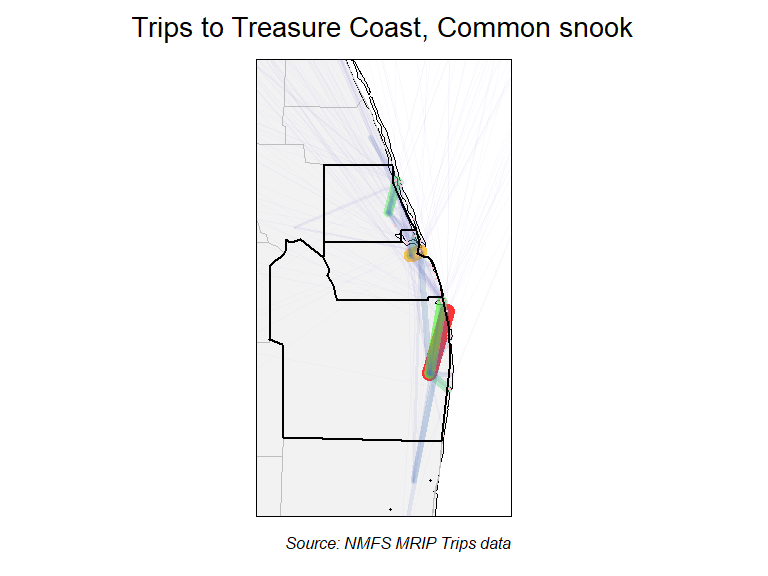 Trips to Treasure Coast, Common snook
Source: NMFS MRIP Trips data